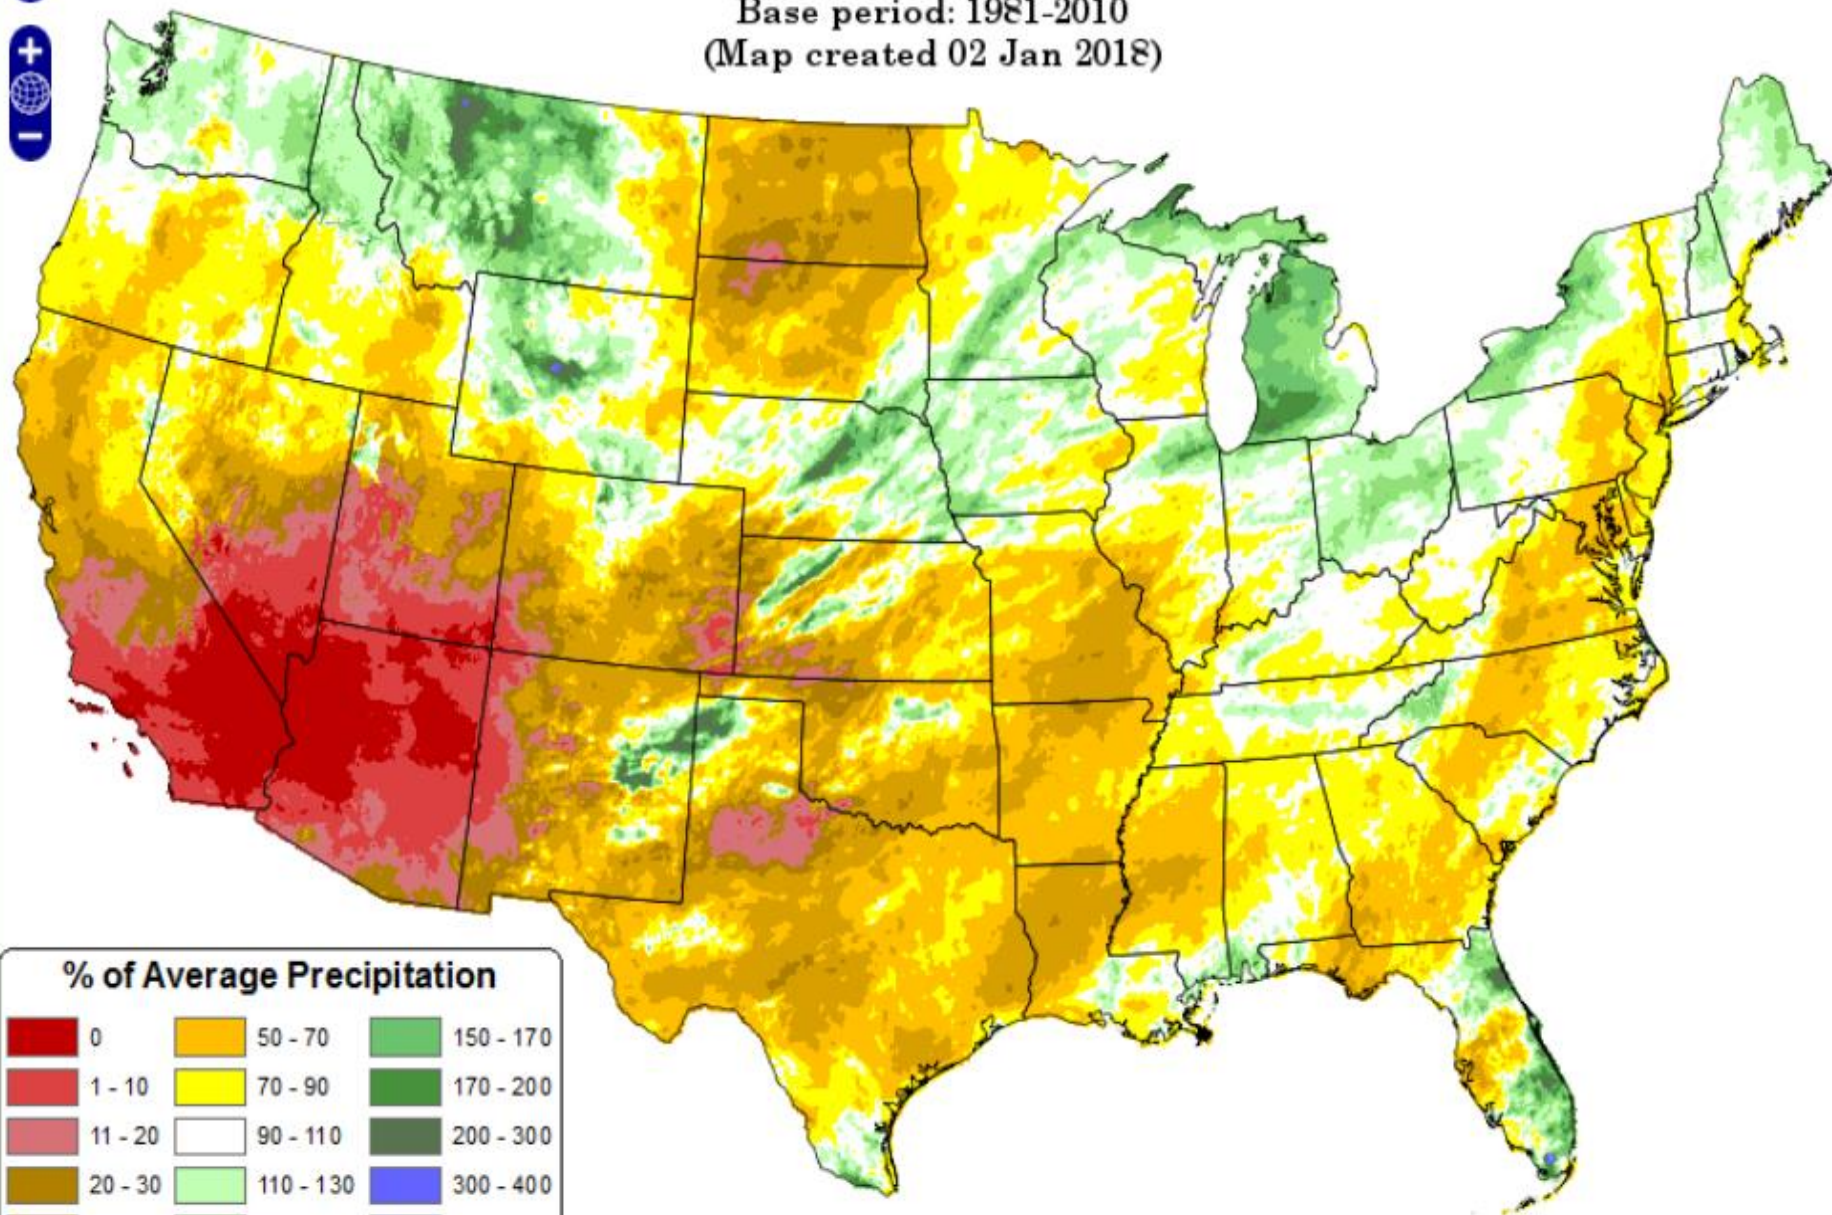 Base period: 1981-2010
(Map created 02 Jan 2018)
+
−
% of Average Precipitation
0
1 - 10
11 - 20
20 - 30
50 - 70
70 - 90
90 - 110
110 - 130
150 - 170
170 - 200
200 - 300
300 - 400